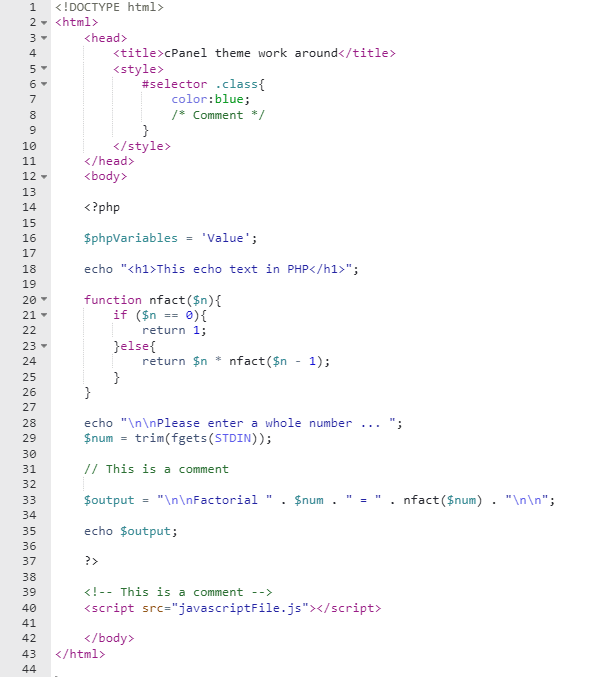 1 <!DOCTYPE html>
2 <html>
3 <head>
4 <title>cPanel theme work around</title>
5 <style>
6 #selector .class{
7 color:blue;
8 /* Comment */
9 }
10 </style>
11 </head>
12 <body>
13
14 <?php
15
16 $phpVariables = 'Value';
17
18 echo "<h1>This echo text in PHP</h1>";
19
20 function nfact($n){
21 if ($n == 0){
22 return 1;
23 }else{
24 return $n * nfact($n - 1);
25 }
26 }
27
28 echo "\n\nPlease enter a whole number ... ";
29 $num = trim(fgets(STDIN));
30
31 // This is a comment
32
33 $output = "\n\nFactorial " . $num . " = " . nfact($num) . "\n\n";
34
35 echo $output;
36
37 ?>
38
39 <!-- This is a comment -->
40 <script src="javascriptFile.js"></script>
41
42 </body>
43 </html>
44